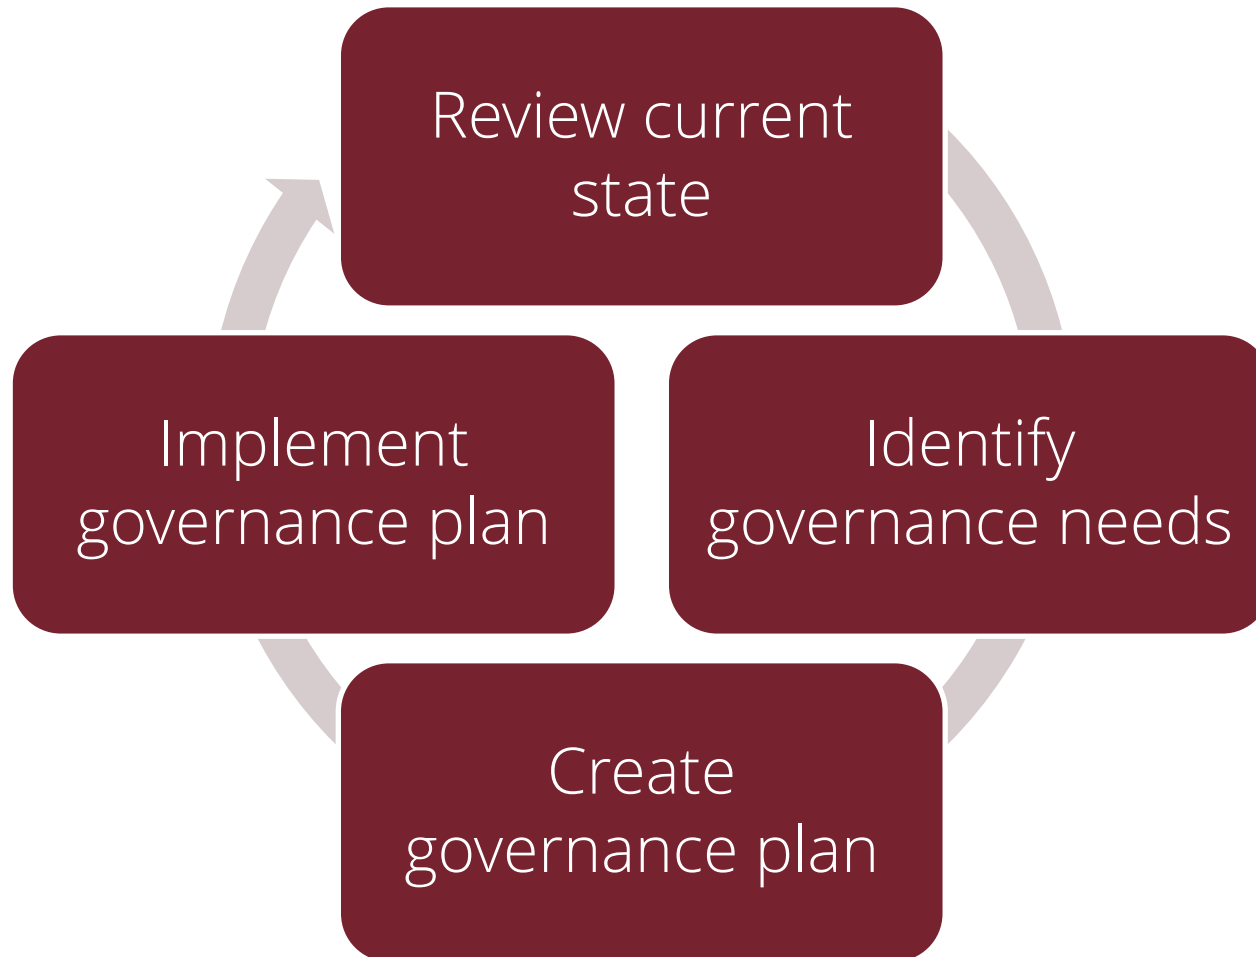 Review current
state
Identify
governance needs
Create
governance plan
Implement
governance plan